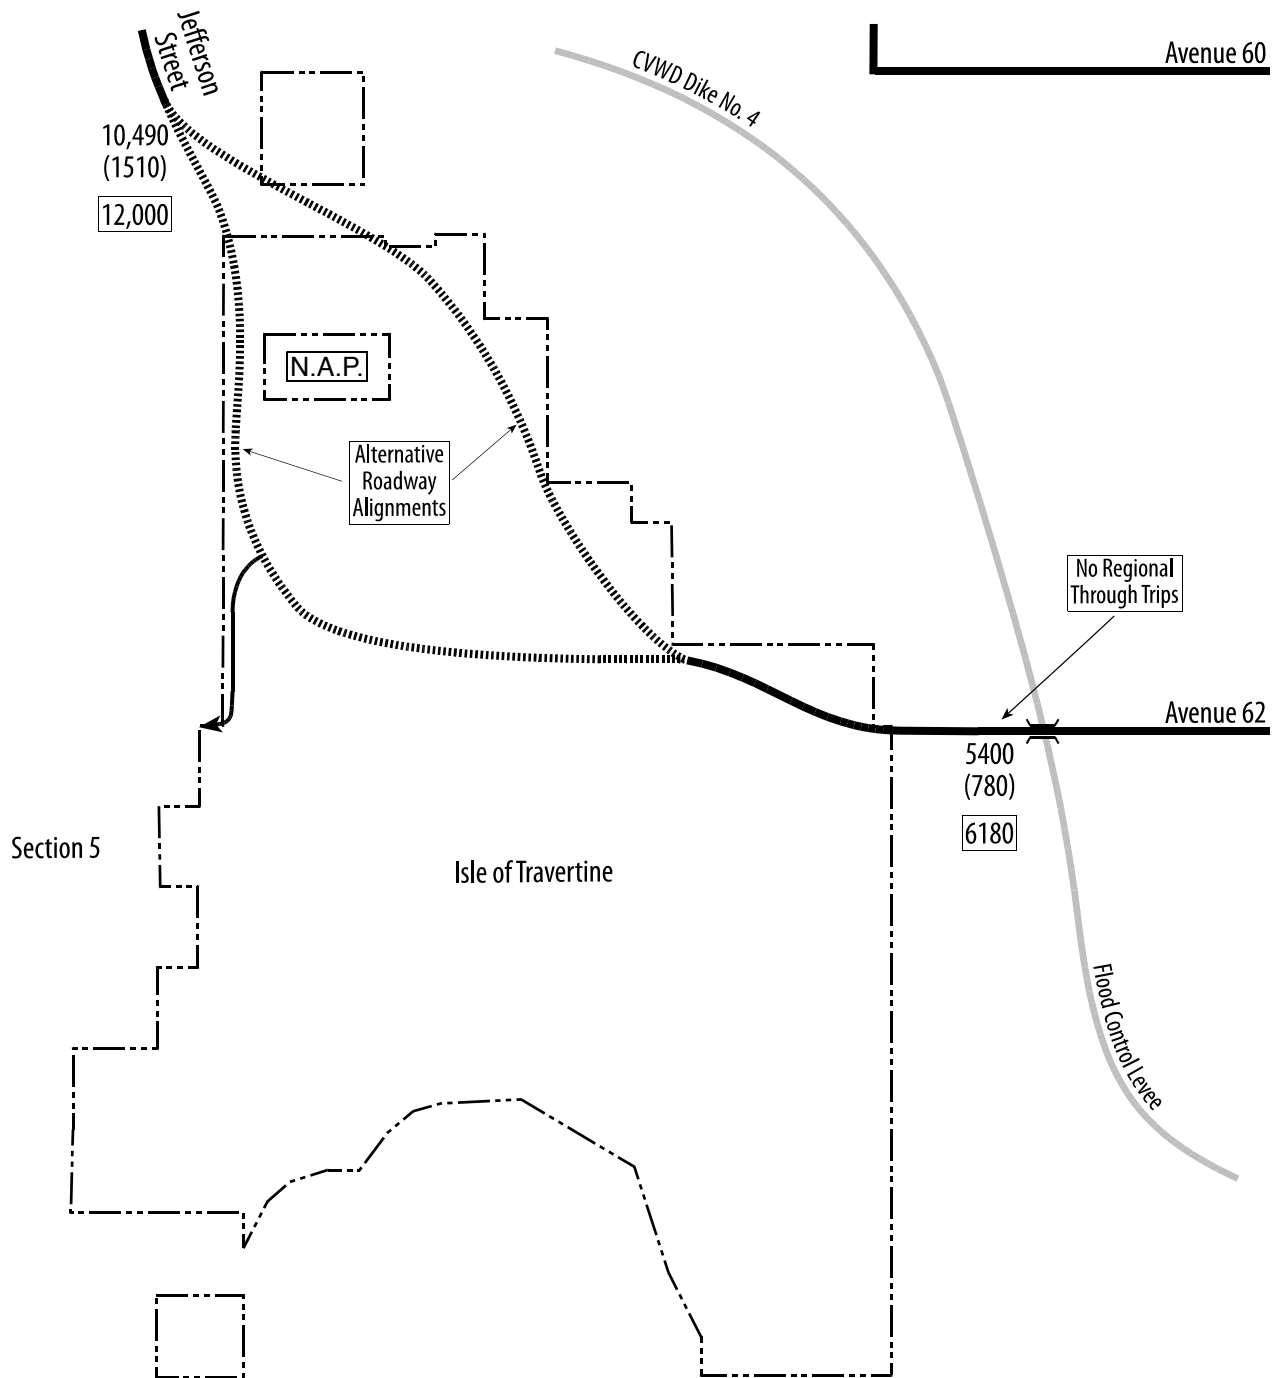 Jefferson
Street
CVWD Dike No. 4
Avenue 60
10,490
(1510)
12,000
N.A.P.
Alternative
Roadway
Alignments
No Regional
Through Trips
Avenue 62
5400
(780)
6180
Section 5
Isle of Travertine
Flood Control Levee